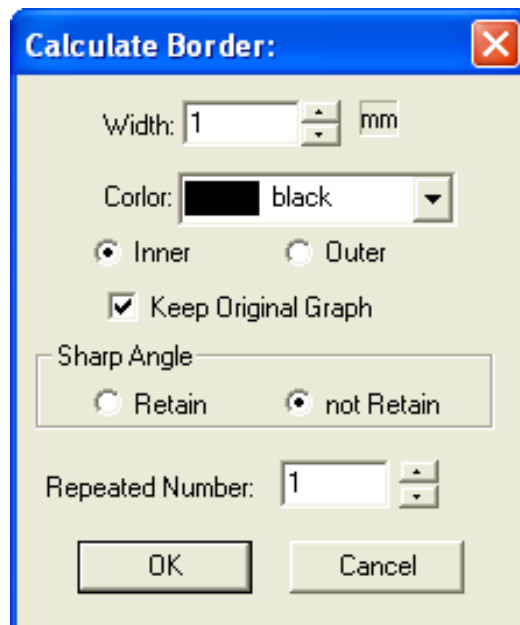 Calculate Border:
Width: 1 mm
Corlor: black
Inner Outer
Keep Original Graph
Sharp Angle
Retain not Retain
Repeated Number: 1
OK Cancel